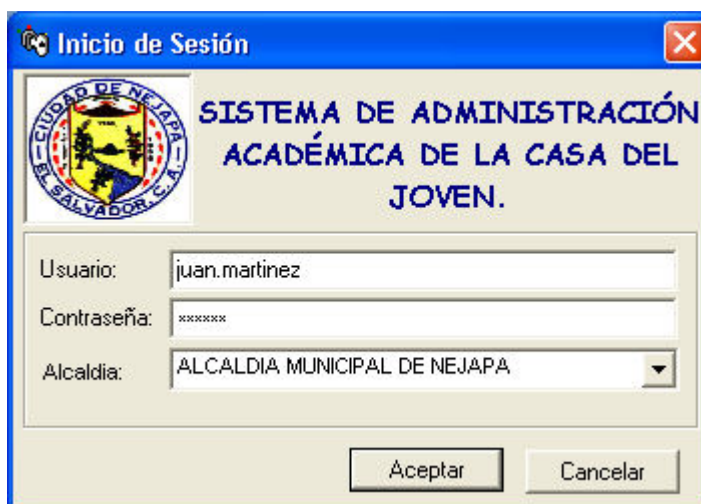 Inicio de Sesión
CIUDAD DE NEJAPA
EL SALVADOR, C. A.
SISTEMA DE ADMINISTRACIÓN
ACADÉMICA DE LA CASA DEL
JOVEN.
Usuario: juan.martinez
Contraseña: ××××××
Alcaldia: ALCALDIA MUNICIPAL DE NEJAPA
Aceptar Cancelar